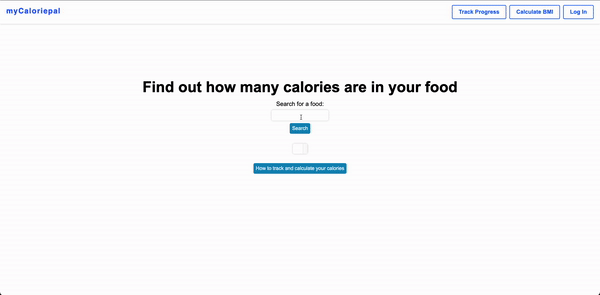 myCaloriepal
Track Progress
Calculate BMI
Log In
Find out how many calories are in your food
Search for a food:
Search
How to track and calculate your calories